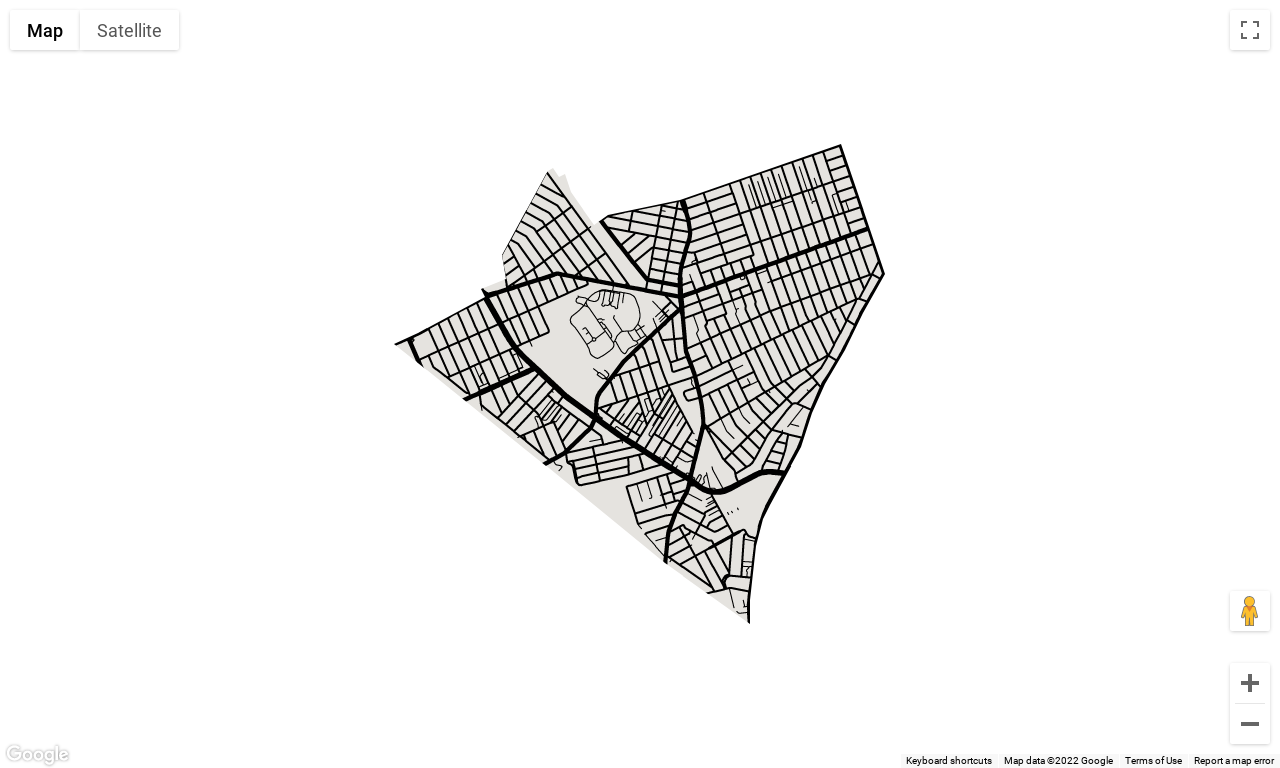 Map Satellite
Google
Keyboard shortcuts Map data ©2022 Google Terms of Use Report a map error